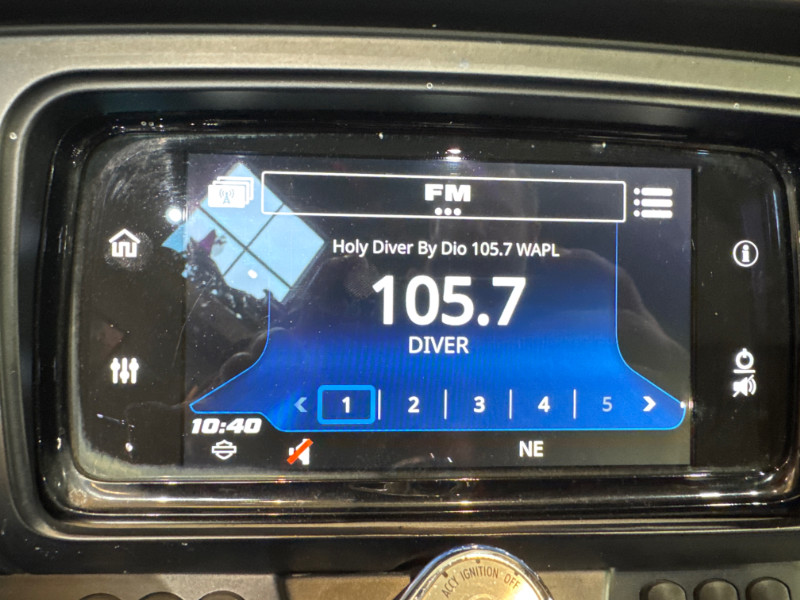 FM
Holy Diver By Dio 105.7 WAPL
105.7
DIVER
1 2 3 4 5
10:40
NE
ACCY IGNITION OFF